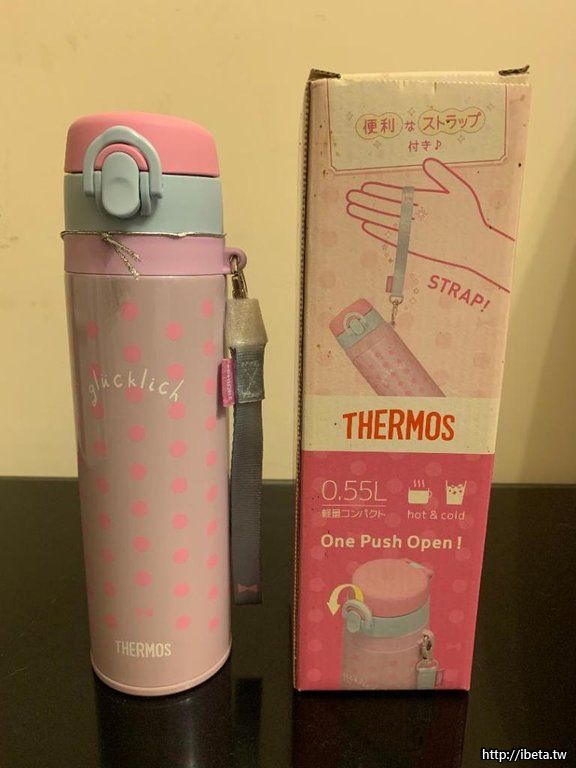 glücklich
THERMOS
便利なストラップ
付き♪
STRAP!
THERMOS
0.55L
軽量コンパクト
hot & cold
One Push Open!
http://ibeta.tw